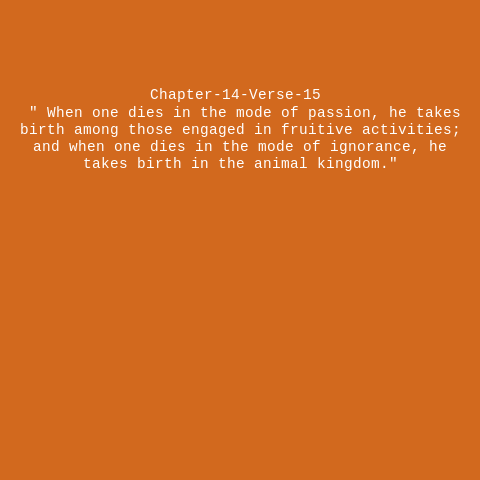 Chapter-14-Verse-15
" When one dies in the mode of passion, he takes
birth among those engaged in fruitive activities;
and when one dies in the mode of ignorance, he
takes birth in the animal kingdom."